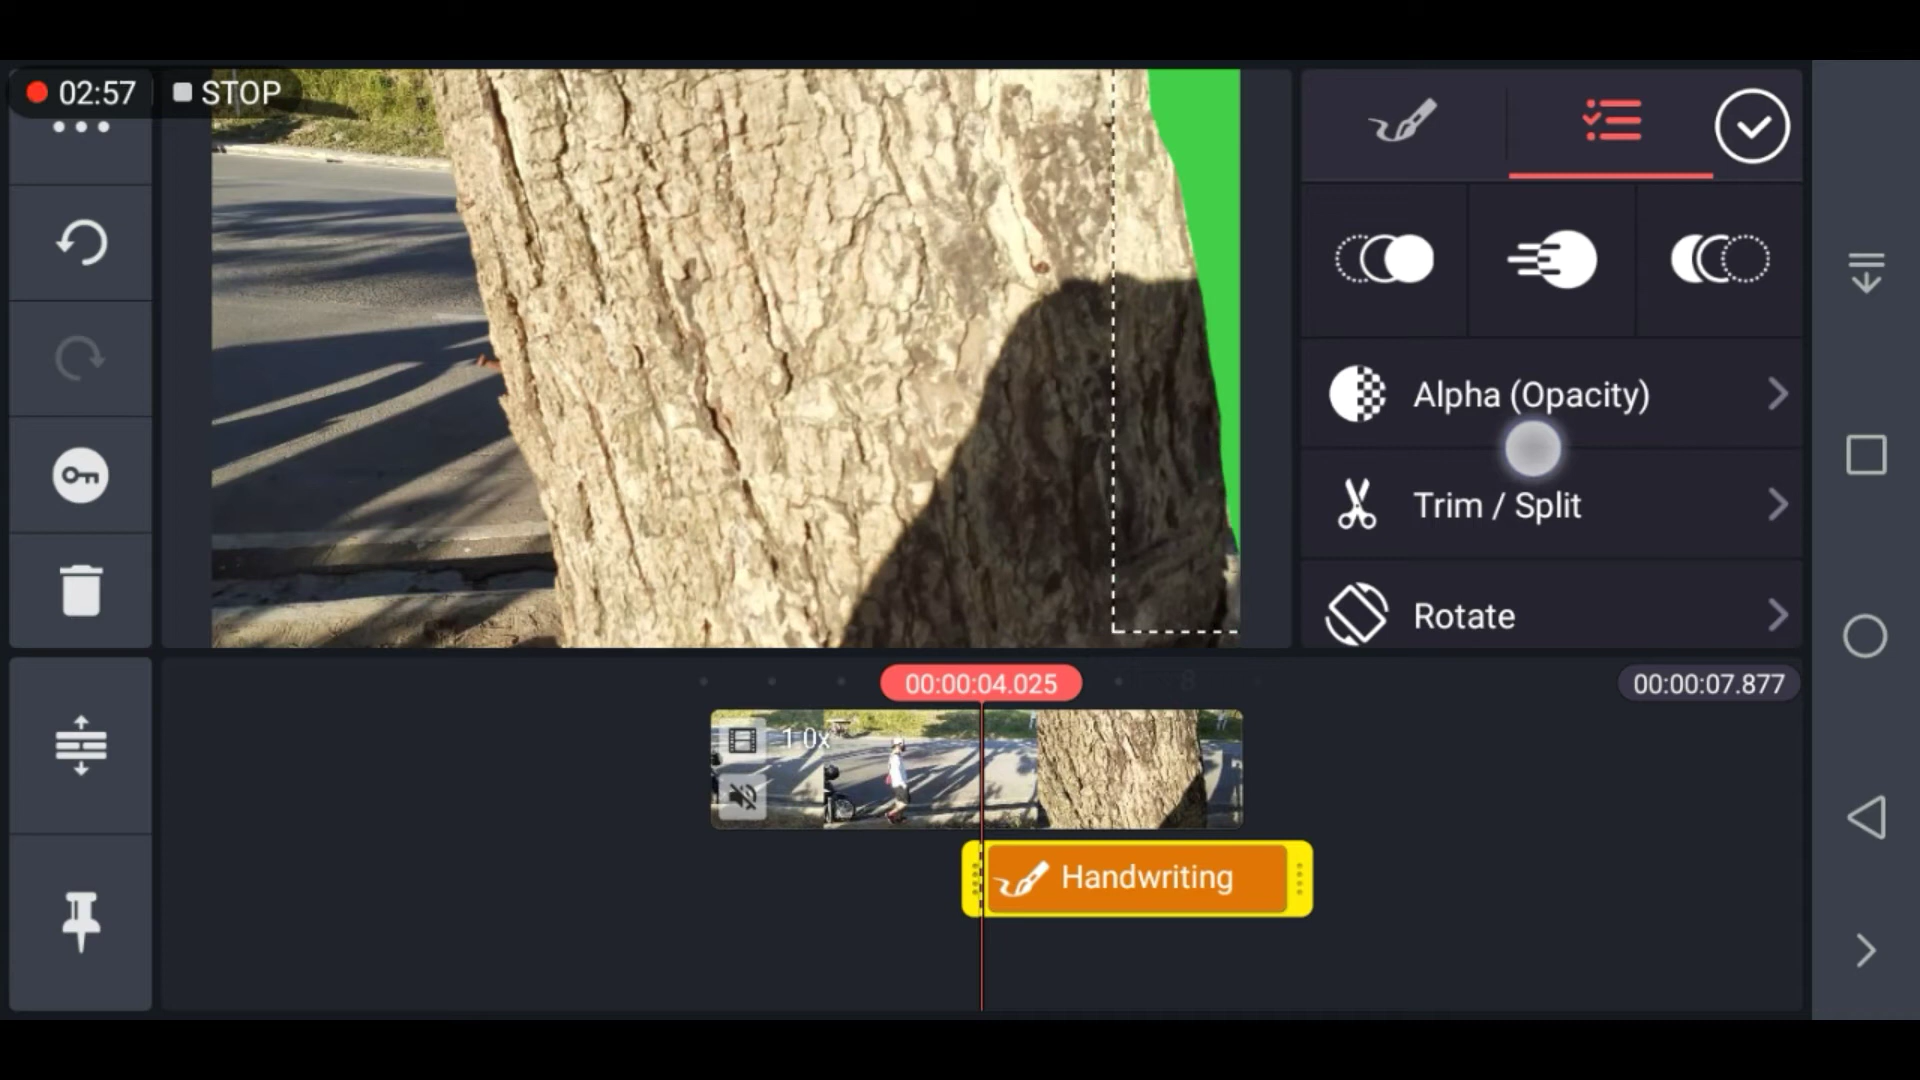 02:57 STOP
Alpha (Opacity)
Trim / Split
Rotate
00:00:04.025
00:00:07.877
1.0x
Handwriting